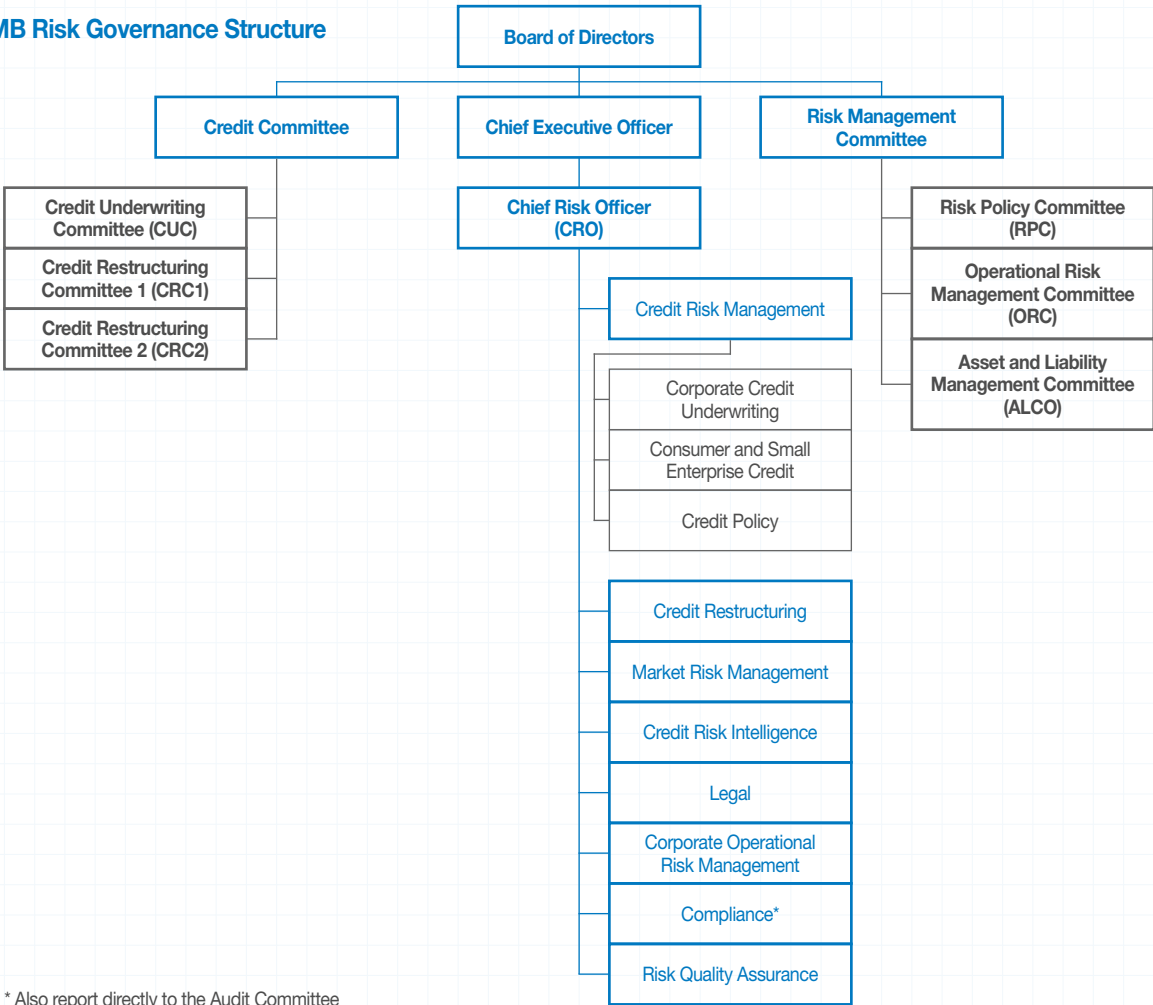 MB Risk Governance Structure
Board of Directors
Credit Committee
Chief Executive Officer
Risk Management
Committee
Credit Underwriting
Committee (CUC)
Credit Restructuring
Committee 1 (CRC1)
Credit Restructuring
Committee 2 (CRC2)
Chief Risk Officer
(CRO)
Risk Policy Committee
(RPC)
Operational Risk
Management Committee
(ORC)
Asset and Liability
Management Committee
(ALCO)
Credit Risk Management
Corporate Credit
Underwriting
Consumer and Small
Enterprise Credit
Credit Policy
Credit Restructuring
Market Risk Management
Credit Risk Intelligence
Legal
Corporate Operational
Risk Management
Compliance*
Risk Quality Assurance
* Also report directly to the Audit Committee